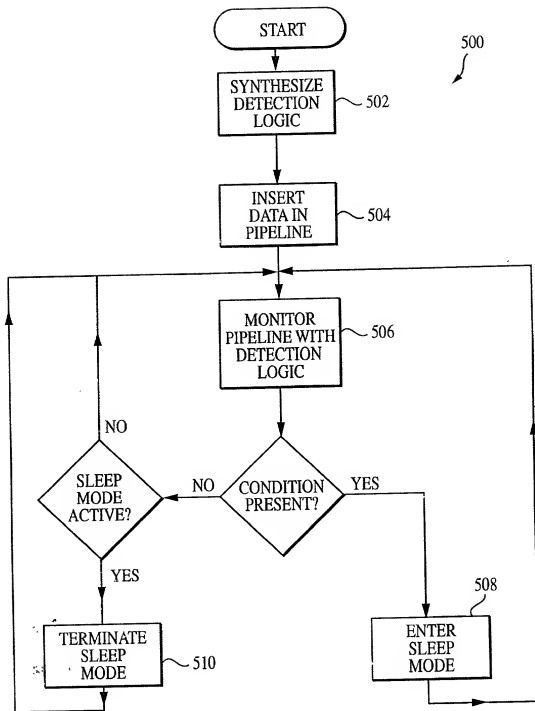 START
500
SYNTHESIZE
DETECTION
LOGIC
502
INSERT
DATA IN
PIPELINE
504
MONITOR
PIPELINE WITH
DETECTION
LOGIC
506
NO
SLEEP
MODE
ACTIVE?
NO
CONDITION
PRESENT?
YES
YES
TERMINATE
SLEEP
MODE
510
508
ENTER
SLEEP
MODE